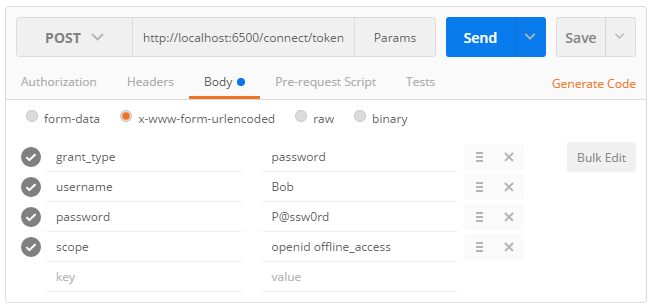 POST http://localhost:6500/connect/token Params Send Save
Authorization Headers Body Pre-request Script Tests Generate Code
form-data x-www-form-urlencoded raw binary
grant_type password Bulk Edit
username Bob
password P@ssw0rd
scope openid offline_access
key value